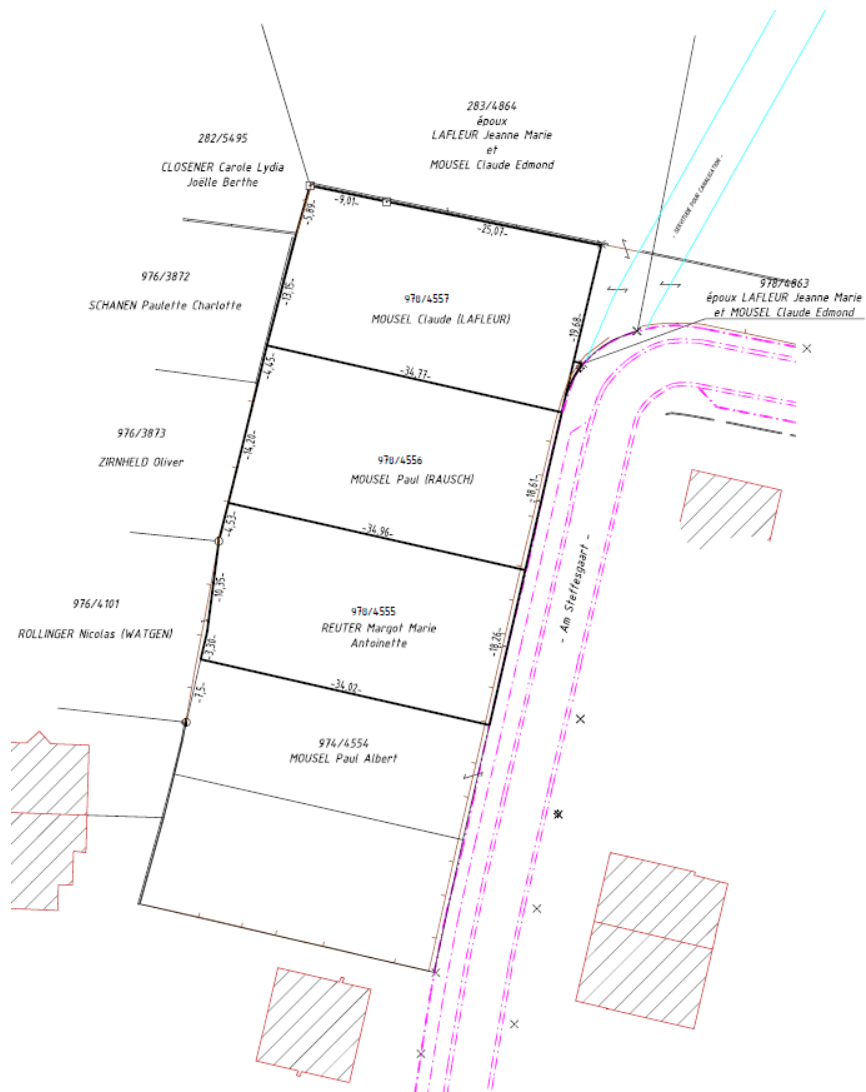 283/4864
époux
LAFLEUR Jeanne Marie
et
MOUSEL Claude Edmond
282/5495
CLOSENER Carole Lydia
Joëlle Berthe
- SERVITUDE POUR CANALISATION -
-9,01-
-5,89-
-25,07-
976/3872
SCHANEN Paulette Charlotte
-13,15-
978/4557
MOUSEL Claude (LAFLEUR)
-19,68-
978/4863
époux LAFLEUR Jeanne Marie
et MOUSEL Claude Edmond
-4,45-
-34,77-
976/3873
ZIRNHELD Oliver
-14,20-
978/4556
MOUSEL Paul (RAUSCH)
-18,61-
-4,53-
-34,96-
- Am Steffesgaart -
976/4101
ROLLINGER Nicolas (WATGEN)
-10,35-
978/4555
REUTER Margot Marie
Antoinette
-18,26-
-3,30-
-34,02-
-7,5-
974/4554
MOUSEL Paul Albert